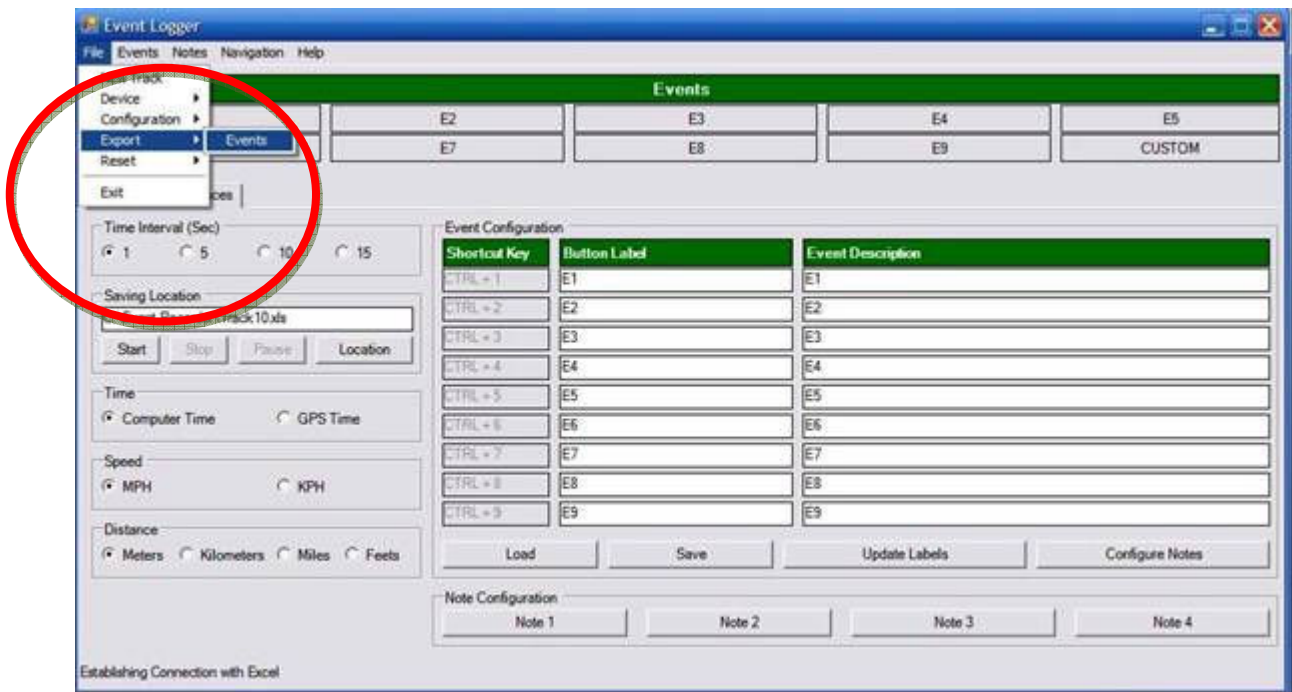 Event Logger
File Events Notes Navigation Help
Track
Device
Configuration
Export Events
Reset
Exit
Events
E2 E3 E4 E5
E7 E8 E9 CUSTOM
Time Interval (Sec)
1 5 10 15
Saving Location
Track10.xls
Start Stop Pause Location
Time
Computer Time GPS Time
Speed
MPH KPH
Distance
Meters Kilometers Miles Feets
Event Configuration
Shortcut Key Button Label Event Description
CTRL + 1 E1 E1
CTRL + 2 E2 E2
CTRL + 3 E3 E3
CTRL + 4 E4 E4
CTRL + 5 E5 E5
CTRL + 6 E6 E6
CTRL + 7 E7 E7
CTRL + 8 E8 E8
CTRL + 9 E9 E9
Load Save Update Labels Configure Notes
Note Configuration
Note 1 Note 2 Note 3 Note 4
Establishing Connection with Excel